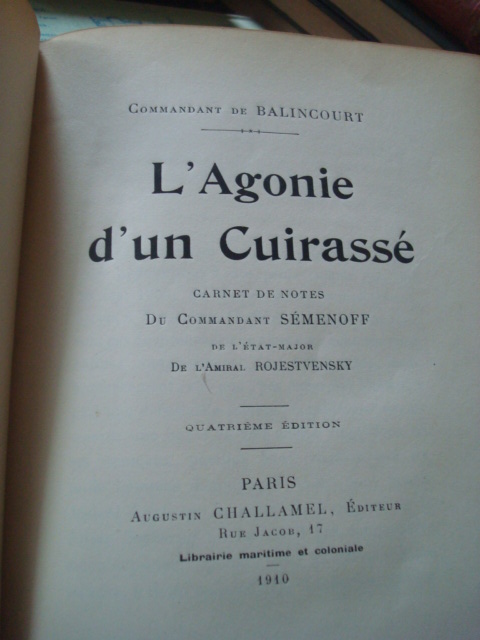 COMMANDANT DE BALINCOURT
L'Agonie
d'un Cuirassé
CARNET DE NOTES
DU COMMANDANT SÉMENOFF
DE L'ÉTAT-MAJOR
DE L'AMIRAL ROJESTVENSKY
QUATRIÈME ÉDITION
PARIS
AUGUSTIN CHALLAMEL, ÉDITEUR
RUE JACOB, 17
Librairie maritime et coloniale
1910